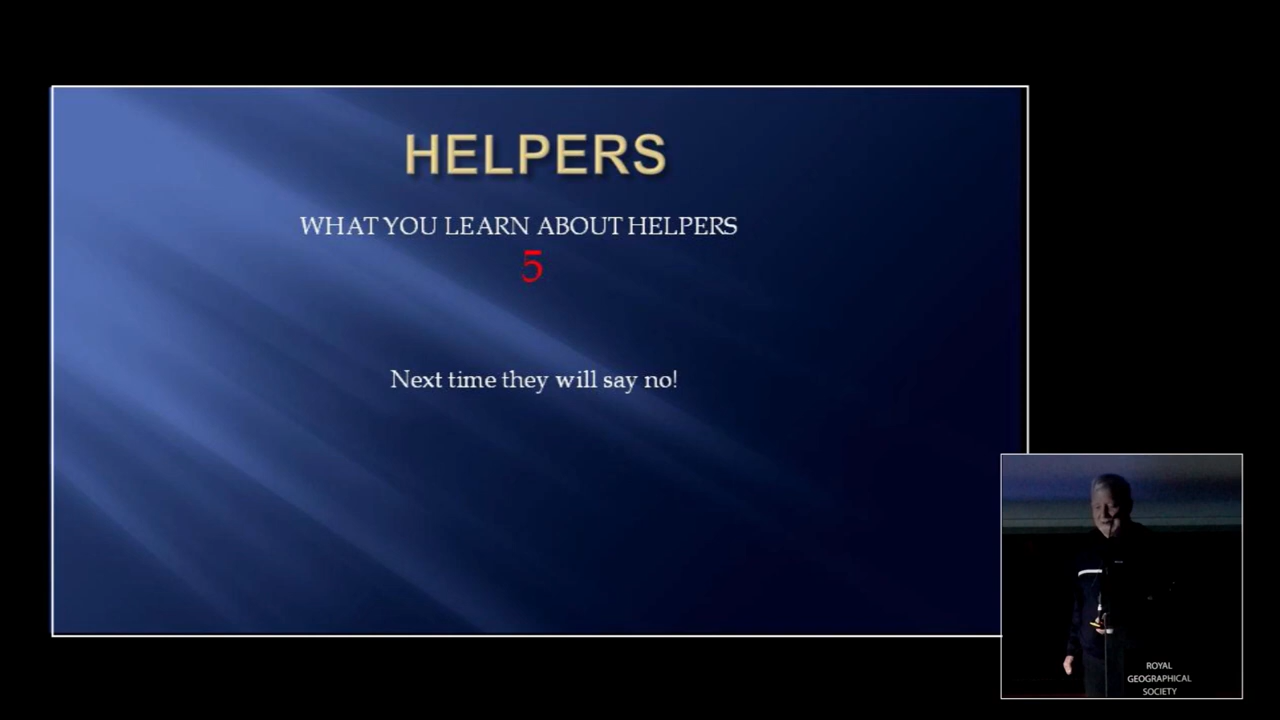 HELPERS
WHAT YOU LEARN ABOUT HELPERS
5
Next time they will say no!
ROYAL
GEOGRAPHICAL
SOCIETY